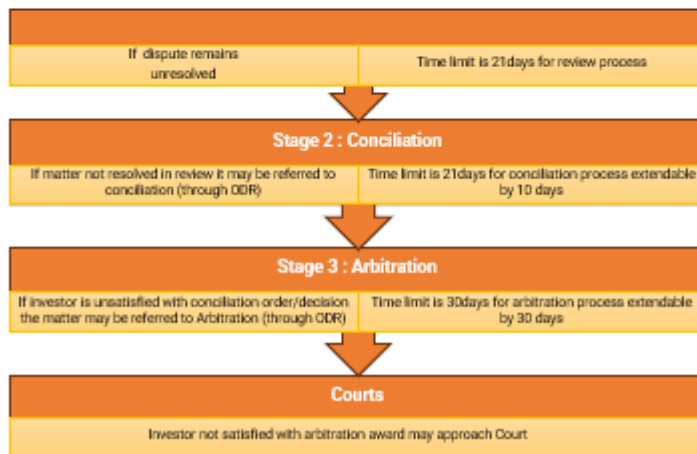 If dispute remains
unresolved
Time limit is 21days for review process
Stage 2 : Conciliation
If matter not resolved in review it may be referred to
conciliation (through ODR)
Time limit is 21days for conciliation process extendable
by 10 days
Stage 3 : Arbitration
If investor is unsatisfied with conciliation order/decision
the matter may be referred to Arbitration (through ODR)
Time limit is 30days for arbitration process extendable
by 30 days
Courts
Investor not satisfied with arbitration award may approach Court